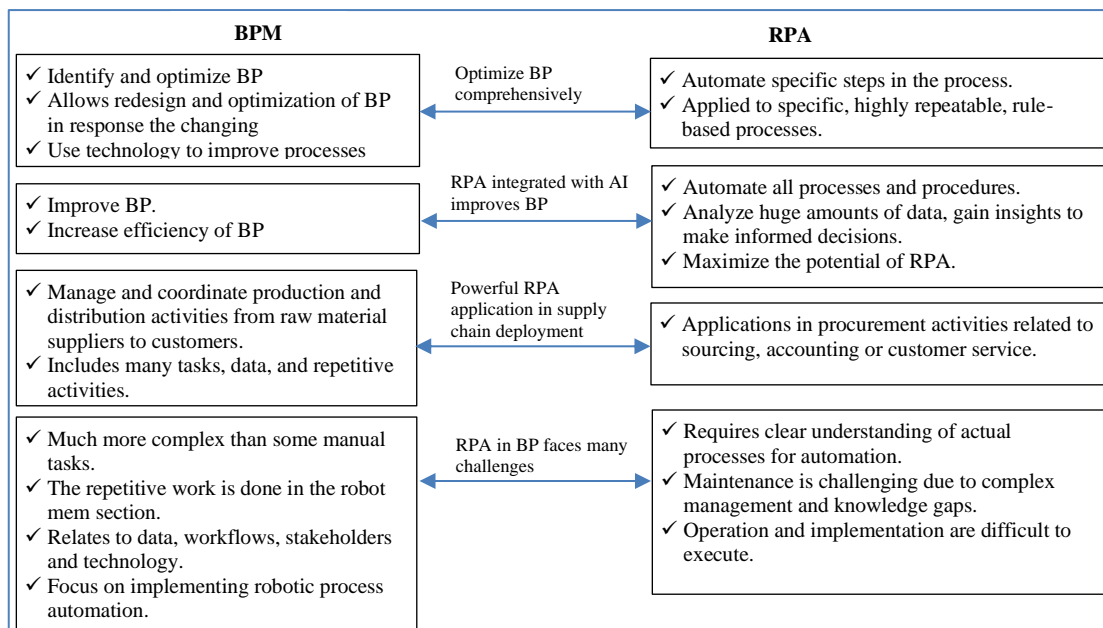 BPM
RPA
✓ Identify and optimize BP
✓ Allows redesign and optimization of BP
in response the changing
✓ Use technology to improve processes
Optimize BP
comprehensively
✓ Automate specific steps in the process.
✓ Applied to specific, highly repeatable, rule-
based processes.
✓ Improve BP.
✓ Increase efficiency of BP
RPA integrated with AI
improves BP
✓ Automate all processes and procedures.
✓ Analyze huge amounts of data, gain insights to
make informed decisions.
✓ Maximize the potential of RPA.
✓ Manage and coordinate production and
distribution activities from raw material
suppliers to customers.
✓ Includes many tasks, data, and repetitive
activities.
Powerful RPA
application in supply
chain deployment
✓ Applications in procurement activities related to
sourcing, accounting or customer service.
✓ Much more complex than some manual
tasks.
✓ The repetitive work is done in the robot
mem section.
✓ Relates to data, workflows, stakeholders
and technology.
✓ Focus on implementing robotic process
automation.
RPA in BP faces many
challenges
✓ Requires clear understanding of actual
processes for automation.
✓ Maintenance is challenging due to complex
management and knowledge gaps.
✓ Operation and implementation are difficult to
execute.